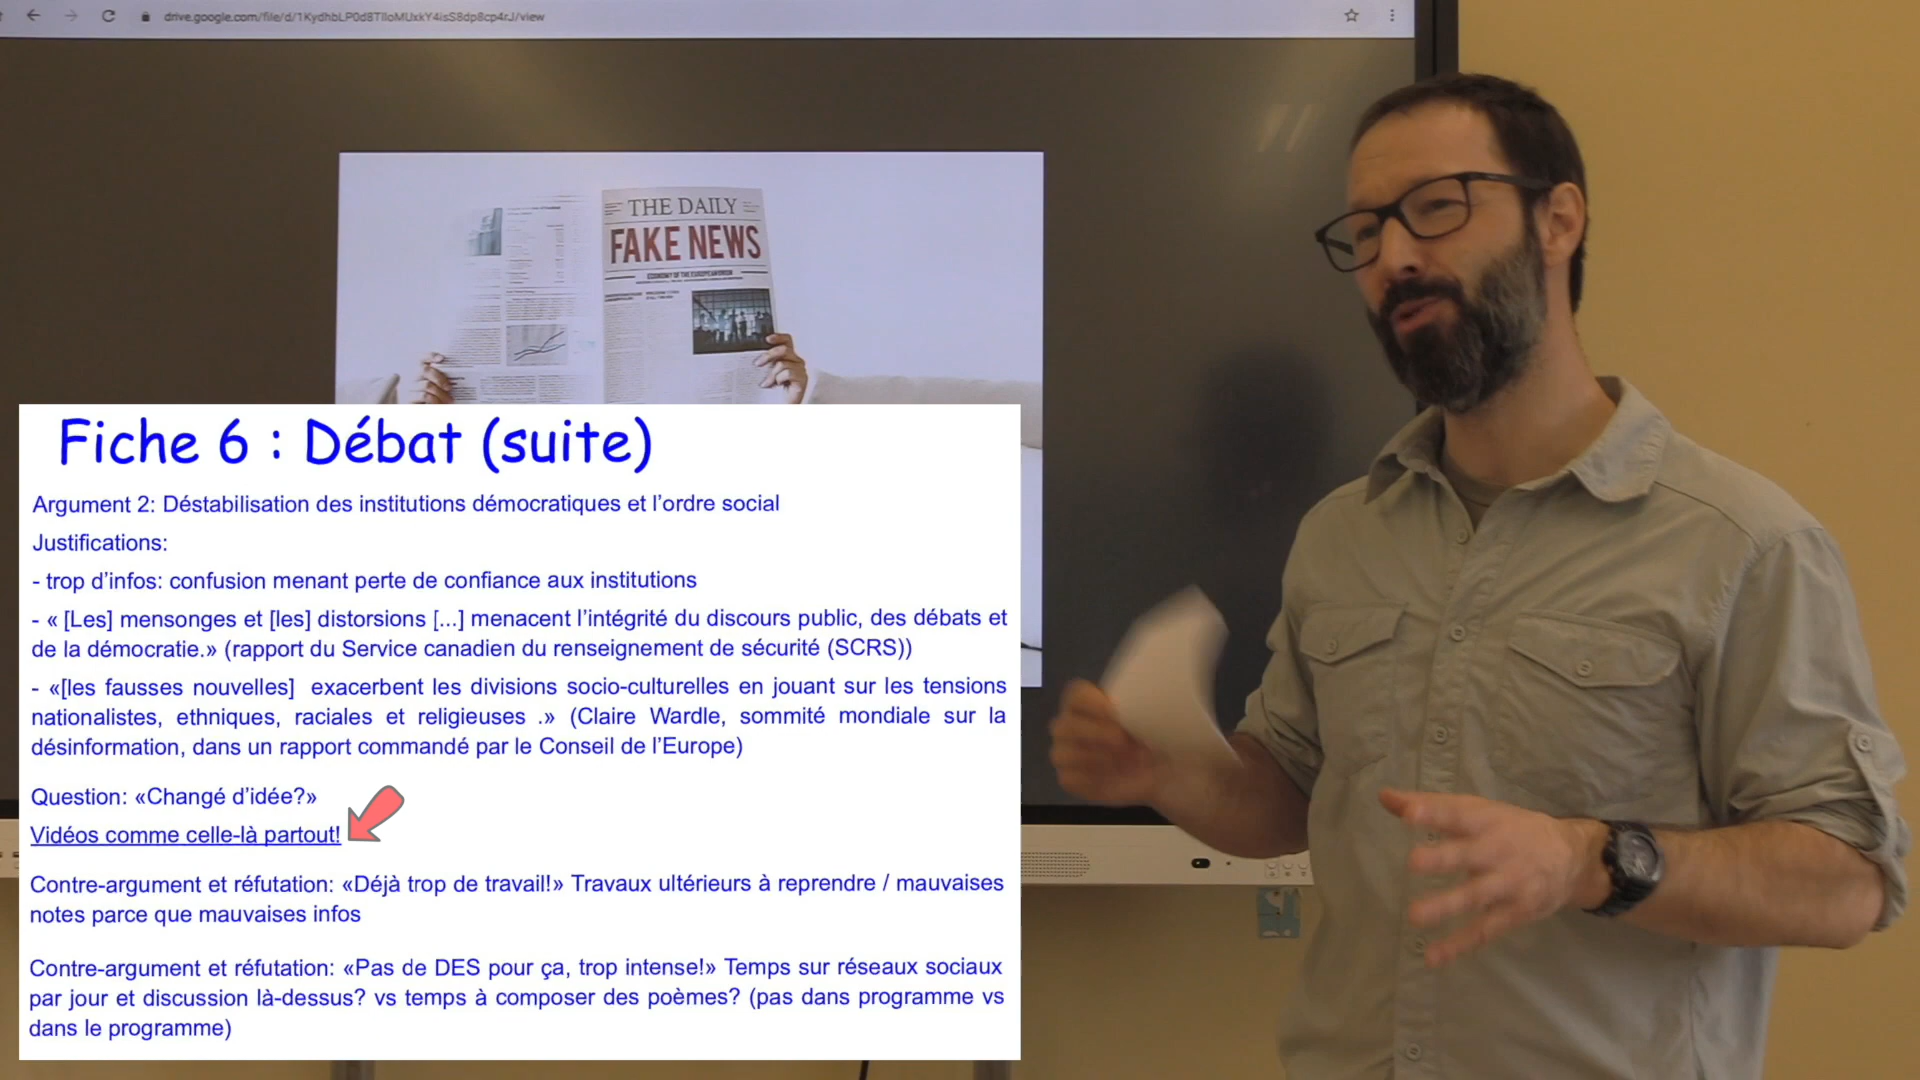 drive.google.com/file/d/1KydhbLP0d8TlloMUxkY4isS8dp8cp4rJ/view
THE DAILY
FAKE NEWS
ECONOMY OF THE EUROPEAN UNION
Fiche 6 : Débat (suite)
Argument 2: Déstabilisation des institutions démocratiques et l’ordre social
Justifications:
- trop d’infos: confusion menant perte de confiance aux institutions
- « [Les] mensonges et [les] distorsions [...] menacent l’intégrité du discours public, des débats et
de la démocratie.» (rapport du Service canadien du renseignement de sécurité (SCRS))
- «[les fausses nouvelles] exacerbent les divisions socio-culturelles en jouant sur les tensions
nationalistes, ethniques, raciales et religieuses .» (Claire Wardle, sommité mondiale sur la
désinformation, dans un rapport commandé par le Conseil de l’Europe)
Question: «Changé d’idée?»
Vidéos comme celle-là partout!
Contre-argument et réfutation: «Déjà trop de travail!» Travaux ultérieurs à reprendre / mauvaises
notes parce que mauvaises infos
Contre-argument et réfutation: «Pas de DES pour ça, trop intense!» Temps sur réseaux sociaux
par jour et discussion là-dessus? vs temps à composer des poèmes? (pas dans programme vs
dans le programme)